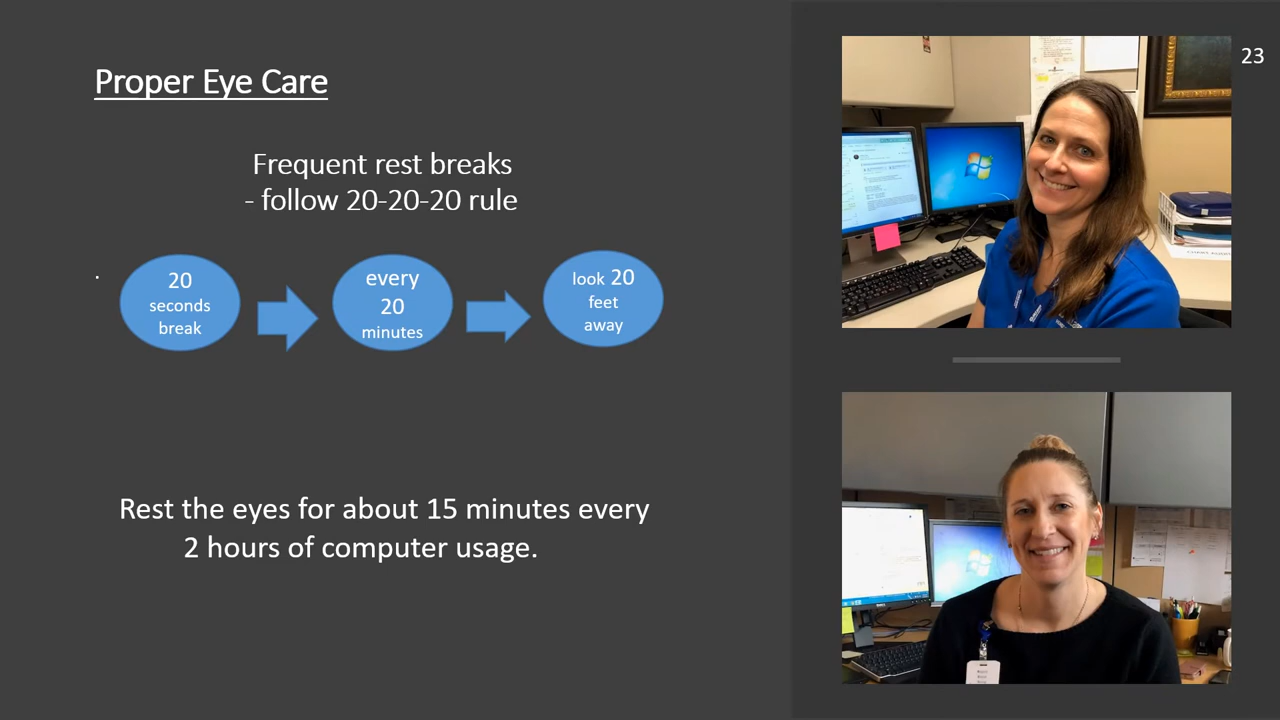 Proper Eye Care
23
Frequent rest breaks
- follow 20-20-20 rule
.
20
seconds
break
every
20
minutes
look 20
feet
away
Rest the eyes for about 15 minutes every
2 hours of computer usage.